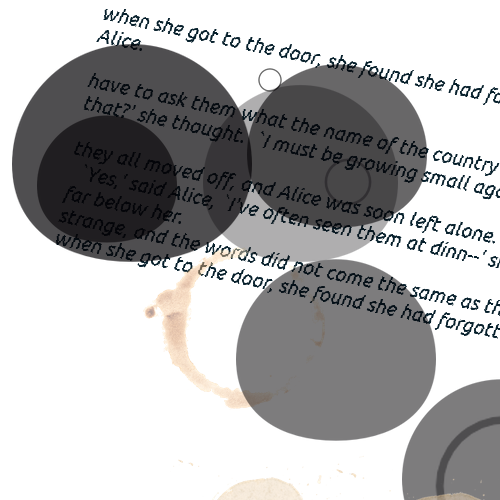 when she got to the door, she found she had fo
Alice.
have to ask them what the name of the country
that?' she thought. `I must be growing small aga
they all moved off, and Alice was soon left alone.
`Yes,' said Alice, `I've often seen them at dinn--' s
far below her.
strange, and the words did not come the same as th
when she got to the door, she found she had forgott